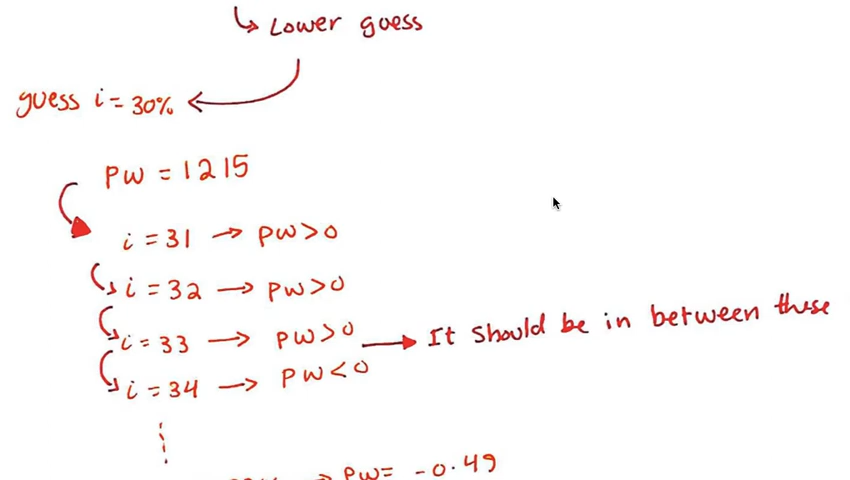 ↳ Lower guess
guess i = 30% ←
PW = 1215
i = 31 → PW>0
i = 32 → PW>0
i = 33 → PW>0 → It should be in between these
i = 34 → PW<0
→ PW= -0.49